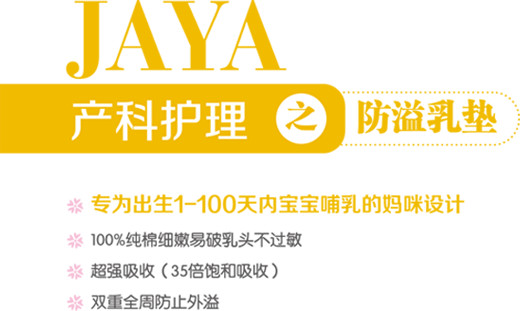 JAYA
产科护理 之 防溢乳垫
专为出生1-100天内宝宝哺乳的妈咪设计
100%纯棉细嫩易破乳头不过敏
超强吸收（35倍饱和吸收）
双重全周防止外溢